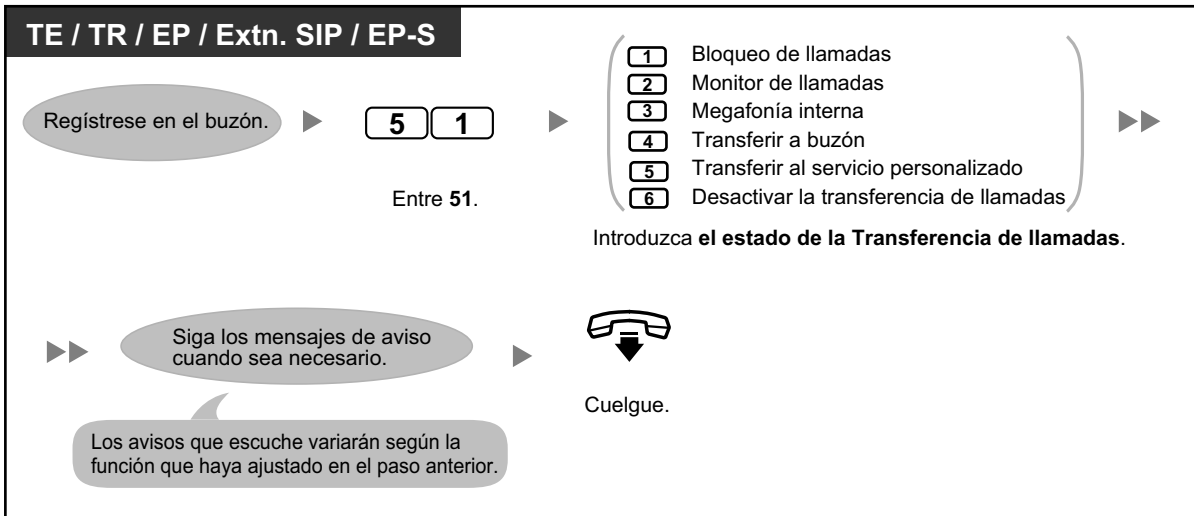 TE / TR / EP / Extn. SIP / EP-S
Regístrese en el buzón.
5 1
Entre 51.
1 Bloqueo de llamadas
2 Monitor de llamadas
3 Megafonía interna
4 Transferir a buzón
5 Transferir al servicio personalizado
6 Desactivar la transferencia de llamadas
Introduzca el estado de la Transferencia de llamadas.
Siga los mensajes de aviso
cuando sea necesario.
Los avisos que escuche variarán según la
función que haya ajustado en el paso anterior.
Cuelgue.